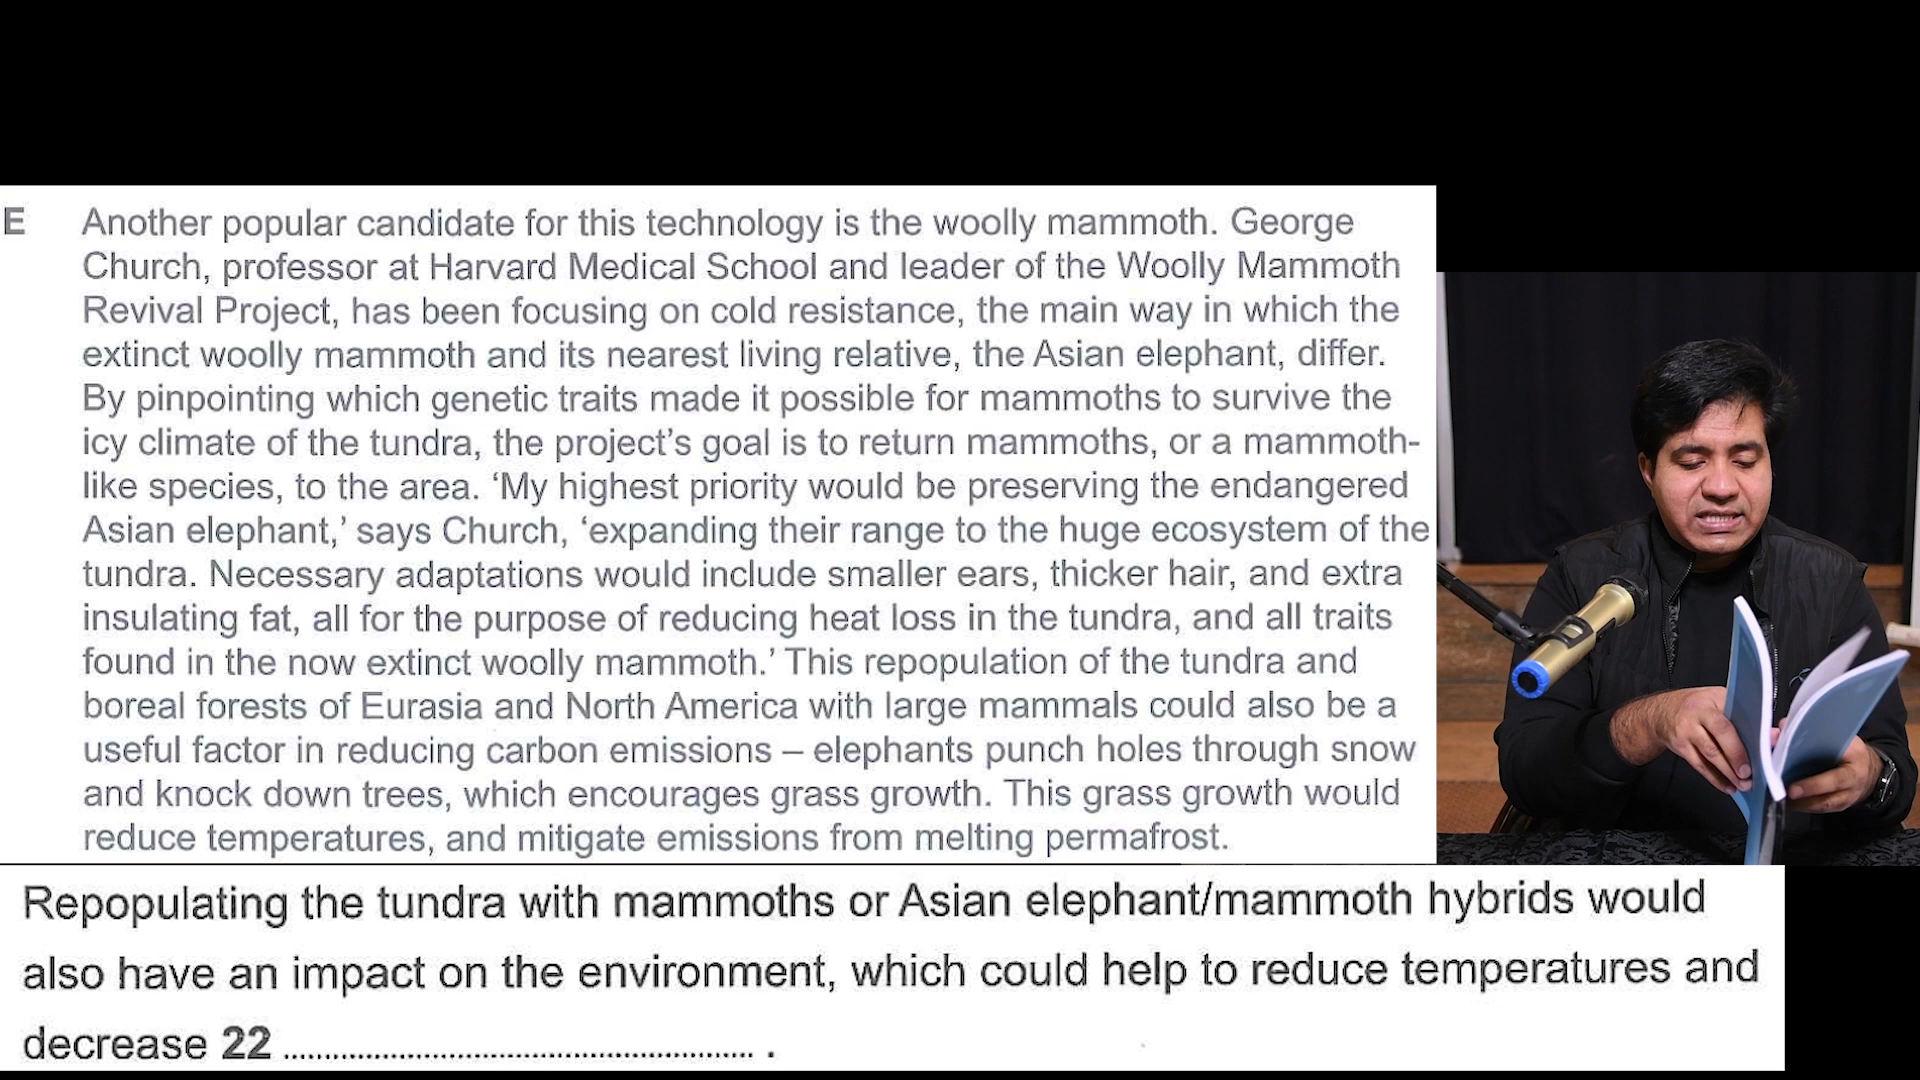 E Another popular candidate for this technology is the woolly mammoth. George
Church, professor at Harvard Medical School and leader of the Woolly Mammoth
Revival Project, has been focusing on cold resistance, the main way in which the
extinct woolly mammoth and its nearest living relative, the Asian elephant, differ.
By pinpointing which genetic traits made it possible for mammoths to survive the
icy climate of the tundra, the project's goal is to return mammoths, or a mammoth-
like species, to the area. ‘My highest priority would be preserving the endangered
Asian elephant,’ says Church, ‘expanding their range to the huge ecosystem of the
tundra. Necessary adaptations would include smaller ears, thicker hair, and extra
insulating fat, all for the purpose of reducing heat loss in the tundra, and all traits
found in the now extinct woolly mammoth.’ This repopulation of the tundra and
boreal forests of Eurasia and North America with large mammals could also be a
useful factor in reducing carbon emissions – elephants punch holes through snow
and knock down trees, which encourages grass growth. This grass growth would
reduce temperatures, and mitigate emissions from melting permafrost.
Repopulating the tundra with mammoths or Asian elephant/mammoth hybrids would
also have an impact on the environment, which could help to reduce temperatures and
decrease 22 .................................................... .